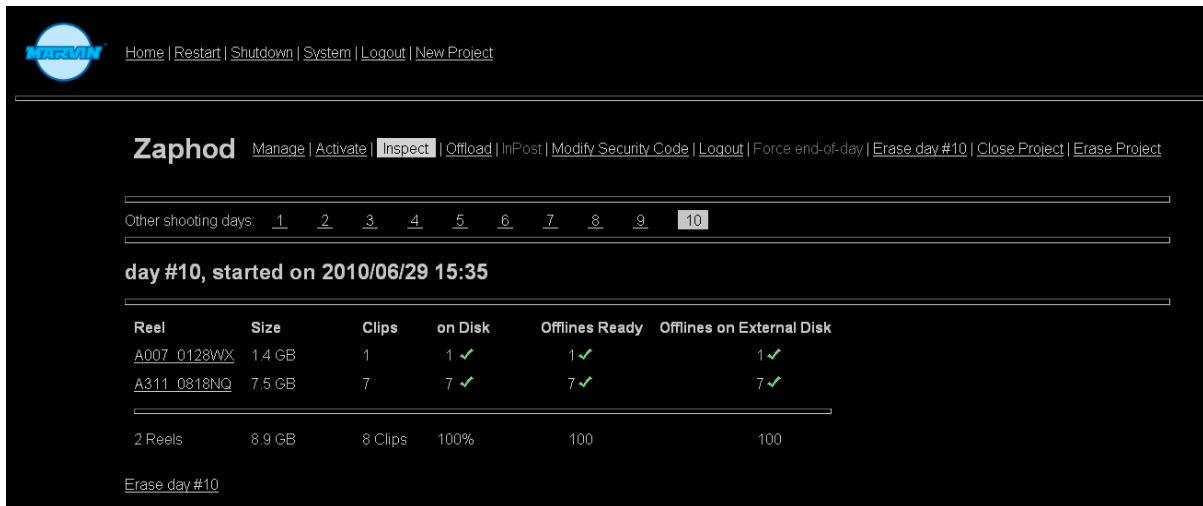 MARVIN
Home | Restart | Shutdown | System | Logout | New Project
Zaphod Manage | Activate | Inspect | Offload | InPost | Modify Security Code | Logout | Force end-of-day | Erase day #10 | Close Project | Erase Project
Other shooting days: 1 2 3 4 5 6 7 8 9 10
day #10, started on 2010/06/29 15:35
Reel Size Clips on Disk Offlines Ready Offlines on External Disk
A007_0128WX 1.4 GB 1 1 ✓ 1 ✓ 1 ✓
A311_0818NQ 7.5 GB 7 7 ✓ 7 ✓ 7 ✓
2 Reels 8.9 GB 8 Clips 100% 100 100
Erase day #10